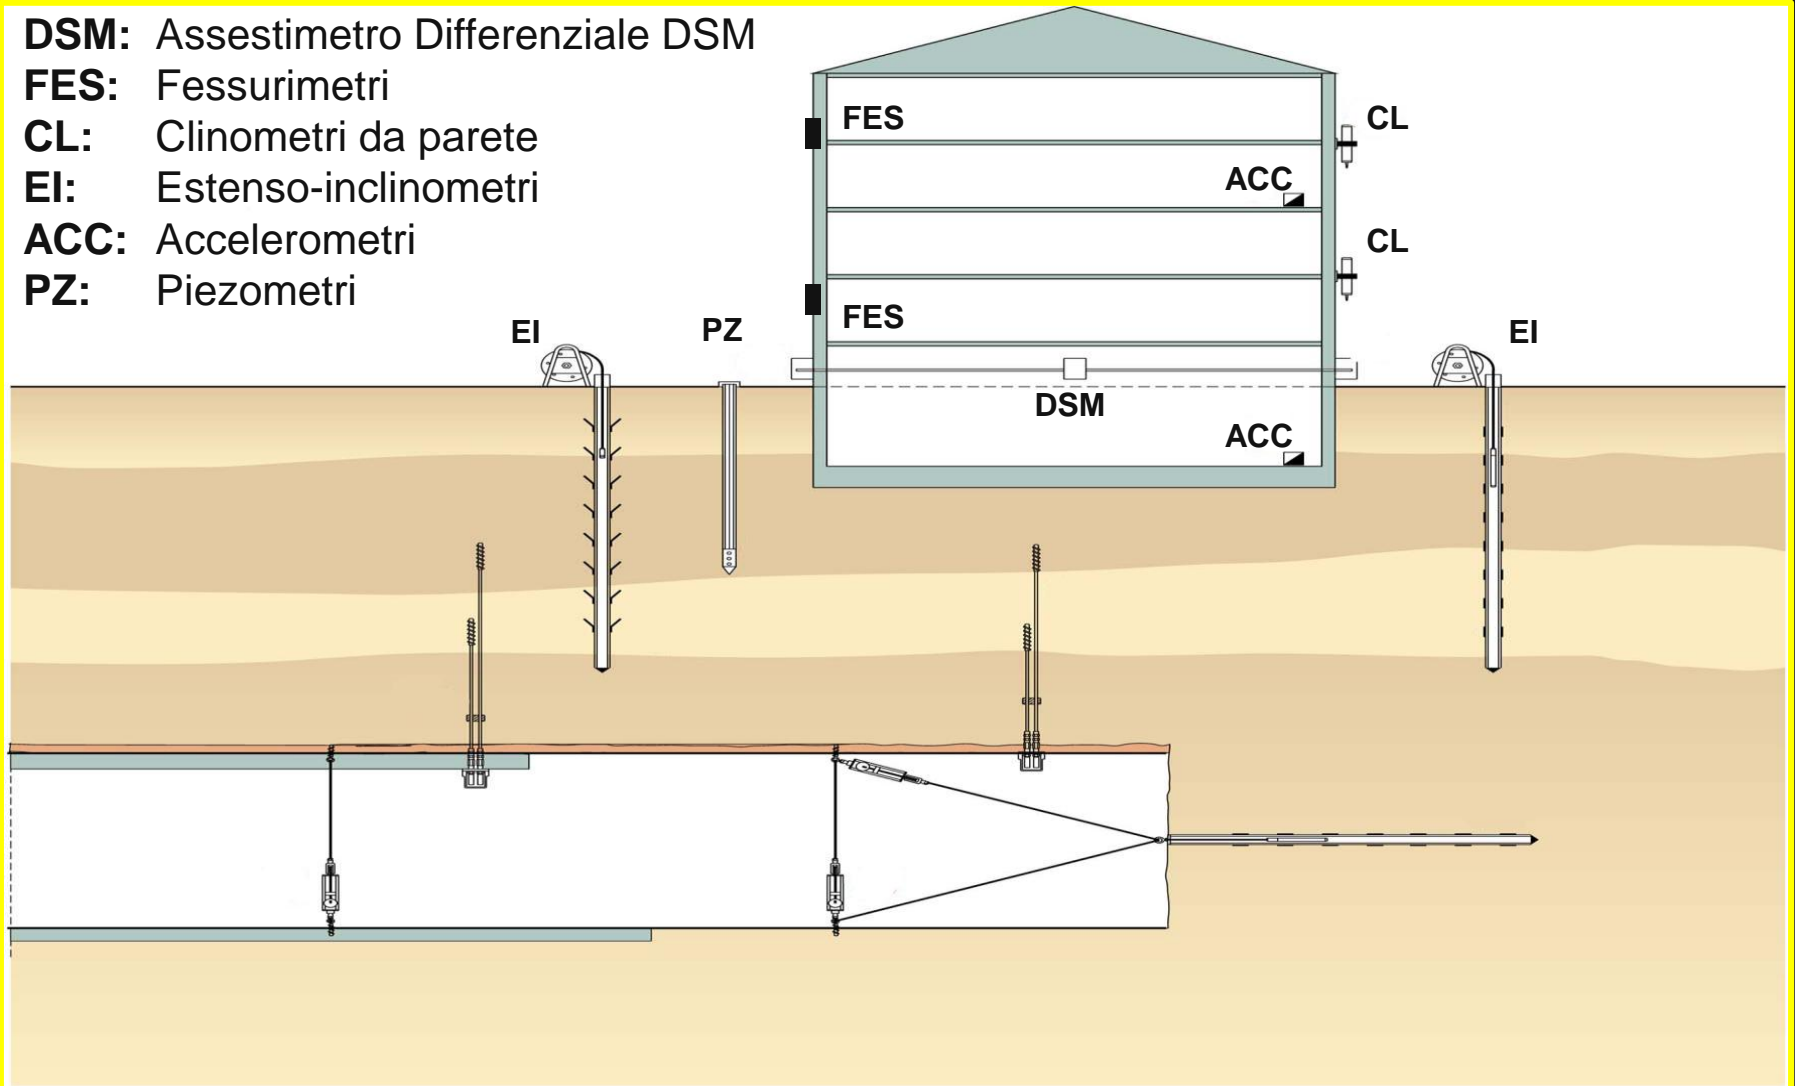 DSM: Assestimetro Differenziale DSM
FES: Fessurimetri
CL: Clinometri da parete
EI: Estenso-inclinometri
ACC: Accelerometri
PZ: Piezometri
FES
CL
ACC
CL
FES
EI
PZ
EI
DSM
ACC